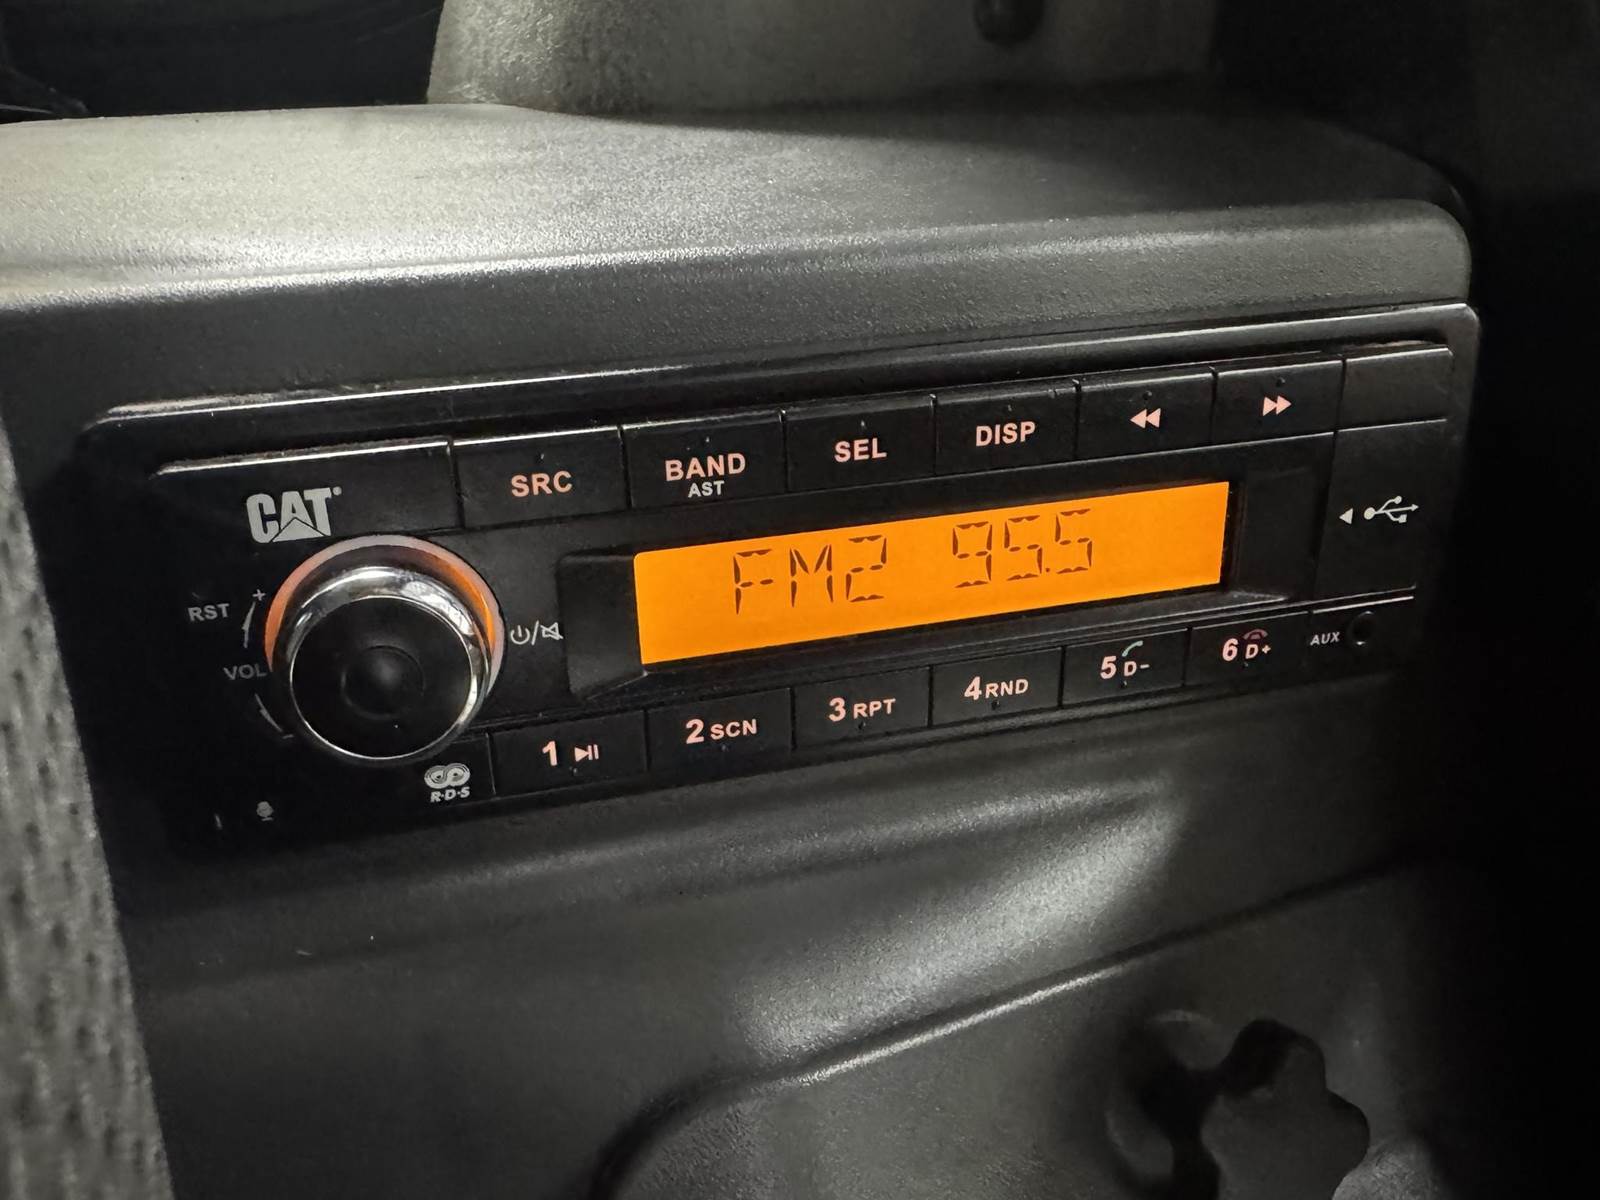 CAT®
SRC
BAND
AST
SEL
DISP
FM2 95.5
RST
VOL
R·D·S
1
2 SCN
3 RPT
4 RND
5 D-
6 D+
AUX